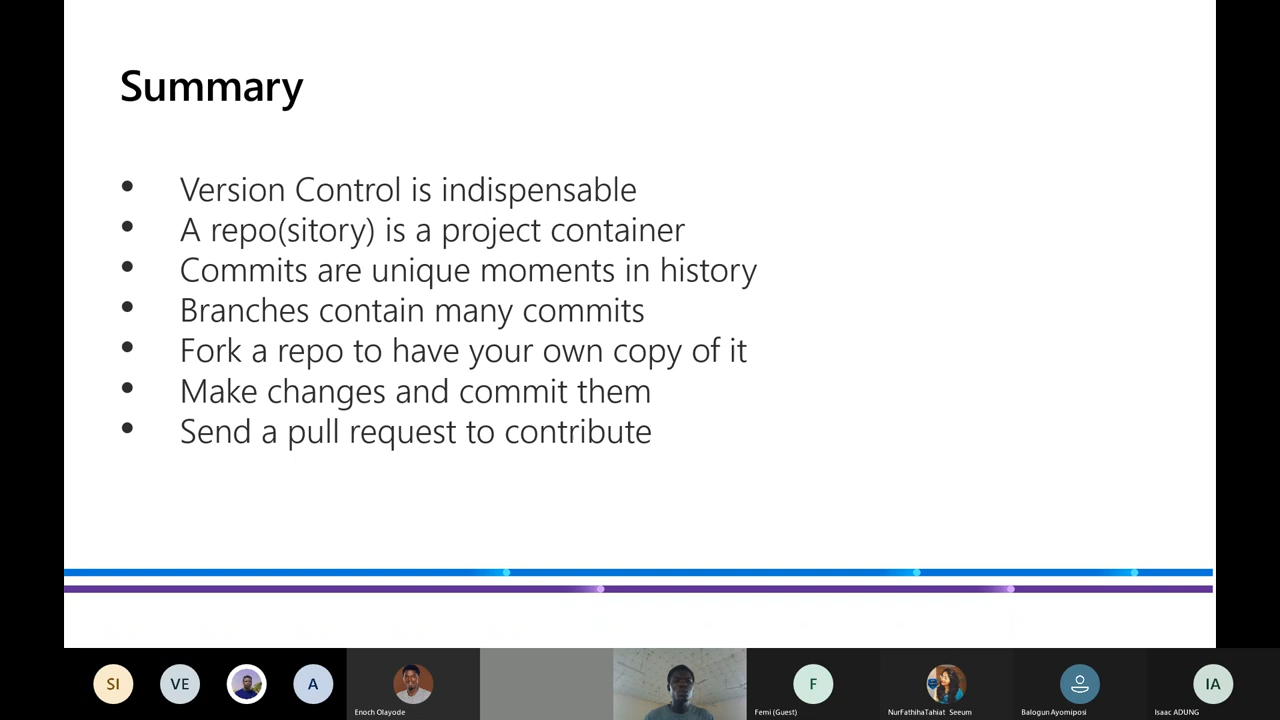 Summary
• Version Control is indispensable
• A repo(sitory) is a project container
• Commits are unique moments in history
• Branches contain many commits
• Fork a repo to have your own copy of it
• Make changes and commit them
• Send a pull request to contribute
SI VE A F IA
Enoch Olayode Femi (Guest) NurFathihaTahiat Seeum Balogun Ayomiposi Isaac ADUNG